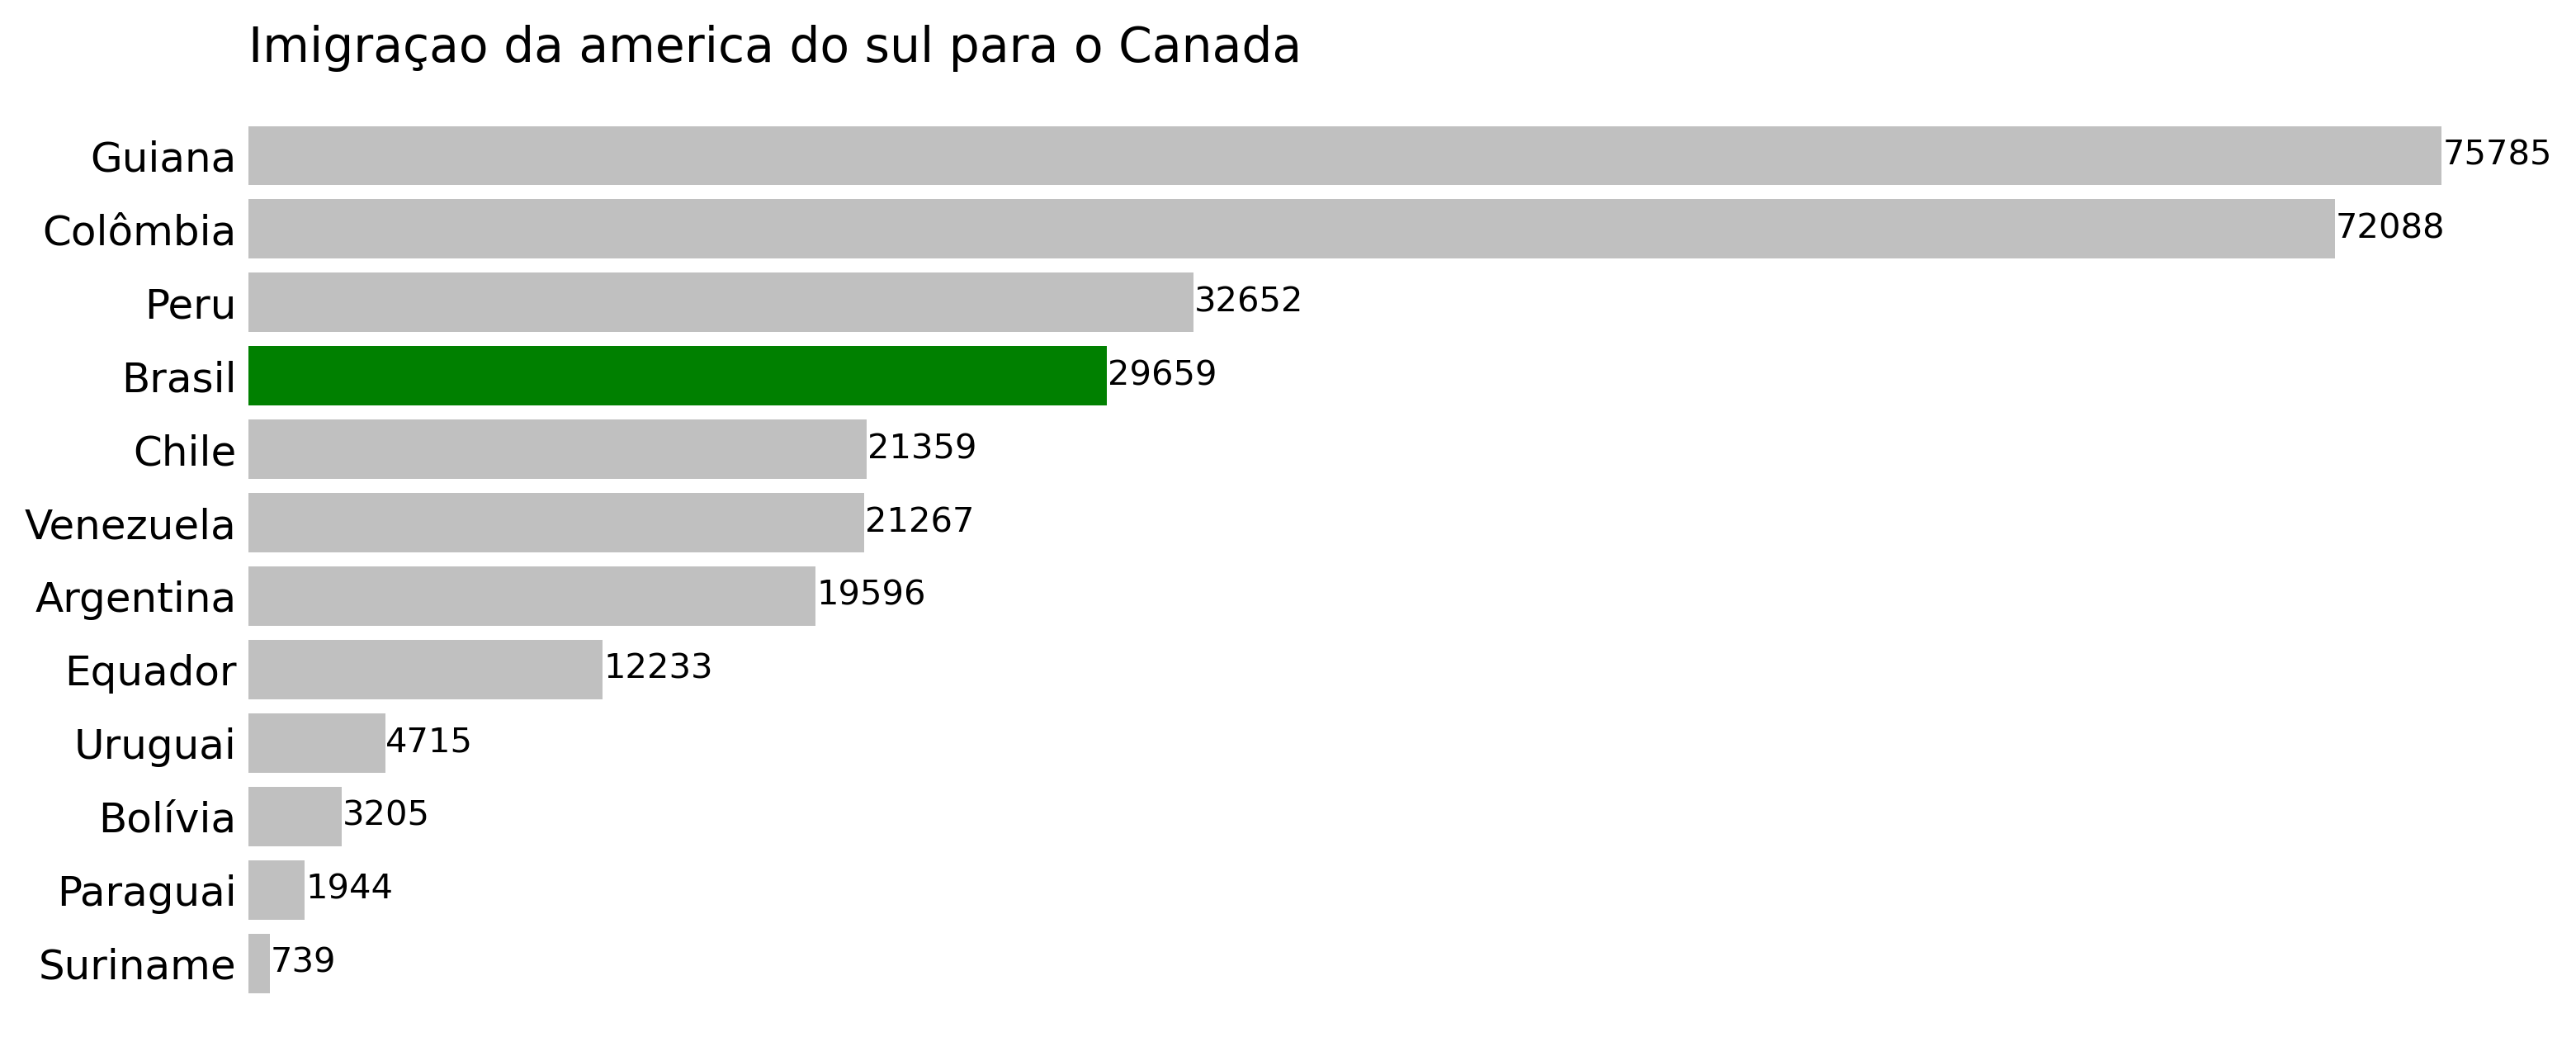 Imigraçao da america do sul para o Canada
Guiana 75785
Colômbia 72088
Peru 32652
Brasil 29659
Chile 21359
Venezuela 21267
Argentina 19596
Equador 12233
Uruguai 4715
Bolívia 3205
Paraguai 1944
Suriname 739